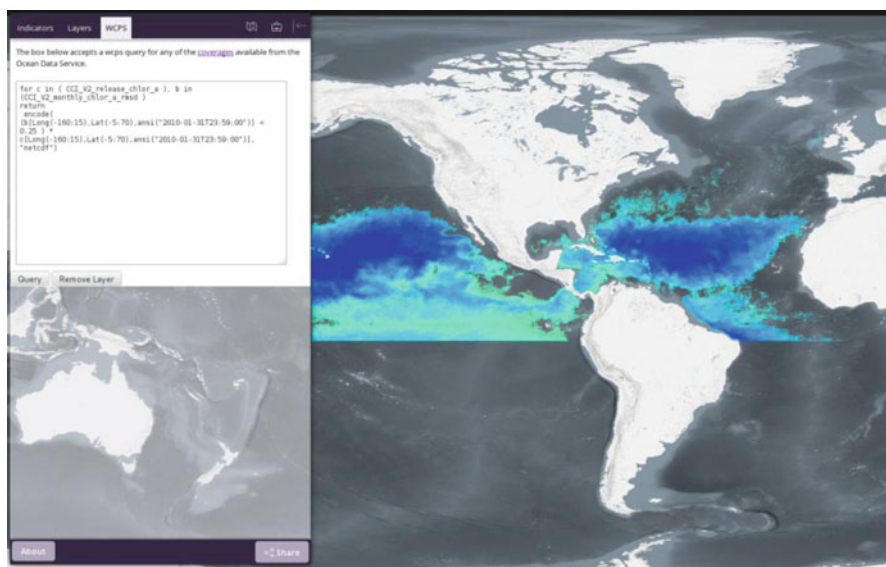 Indicators Layers WCPS
The box below accepts a wcps query for any of the coverages available from the
Ocean Data Service.
for c in ( CCI_V2_release_chlor_a ), b in
(CCI_V2_monthly_chlor_a_rmsd )
return
encode(
(b[Long(-160:15),Lat(-5:70),ansi("2010-01-31T23:59:00")] <
0.25 ) *
c[Long(-160:15),Lat(-5:70),ansi("2010-01-31T23:59:00")],
"netcdf")
Query Remove Layer
About Share